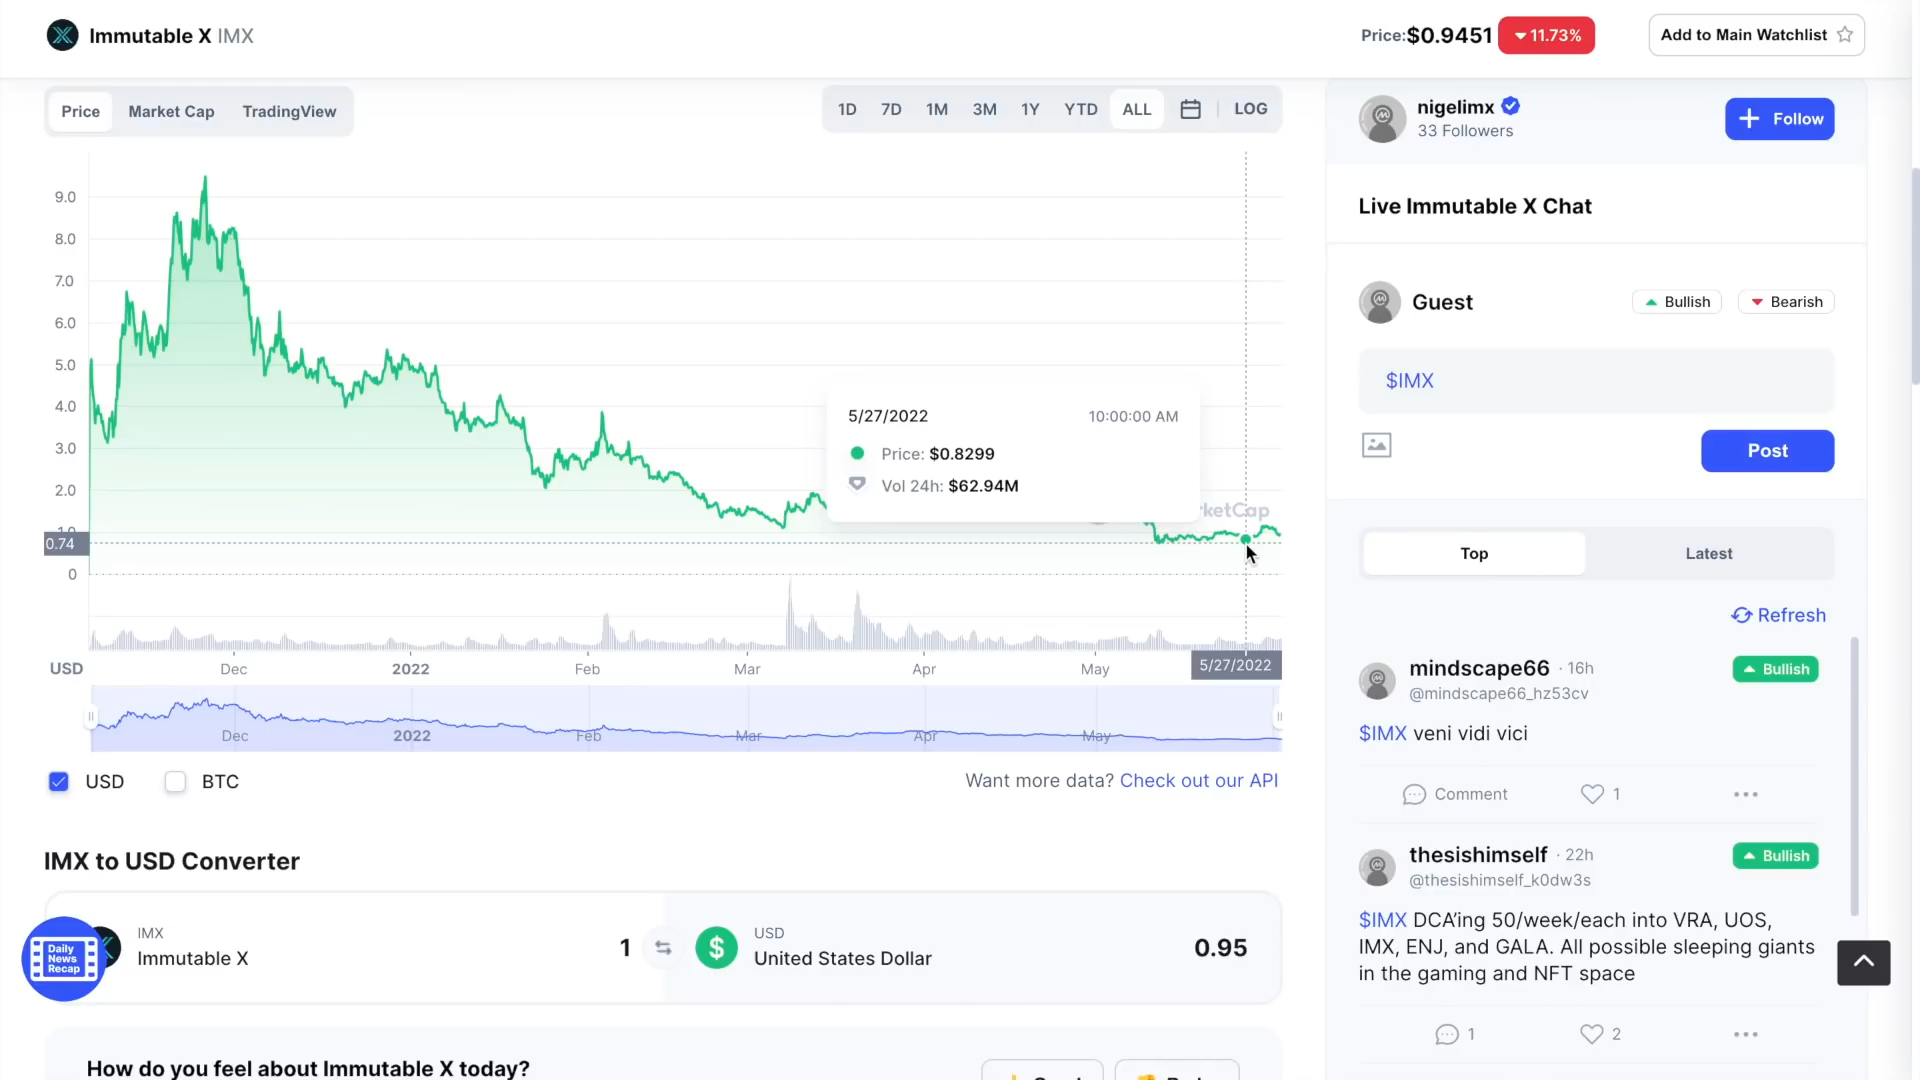 Immutable X IMX
Price:$0.9451
11.73%
Add to Main Watchlist
Price
Market Cap
TradingView
1D
7D
1M
3M
1Y
YTD
ALL
LOG
nigelimx
33 Followers
Follow
Live Immutable X Chat
Guest
Bullish
Bearish
$IMX
Post
9.0
8.0
7.0
6.0
5.0
4.0
3.0
2.0
1.0
0.74
0
5/27/2022
10:00:00 AM
Price: $0.8299
Vol 24h: $62.94M
rketCap
USD
Dec
2022
Feb
Mar
Apr
May
5/27/2022
Dec
2022
Feb
Mar
Apr
May
USD
BTC
Want more data? Check out our API
Top
Latest
Refresh
mindscape66 · 16h
@mindscape66_hz53cv
Bullish
$IMX veni vidi vici
Comment
1
thesishimself · 22h
@thesishimself_k0dw3s
Bullish
$IMX DCA'ing 50/week/each into VRA, UOS,
IMX, ENJ, and GALA. All possible sleeping giants
in the gaming and NFT space
1
2
IMX to USD Converter
IMX
Immutable X
1
USD
United States Dollar
0.95
Daily
News
Recap
How do you feel about Immutable X today?